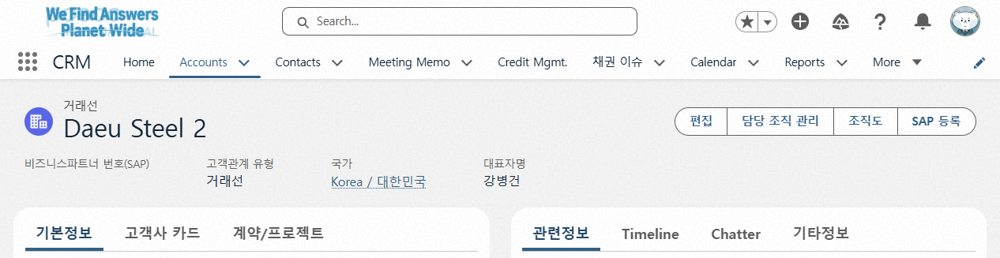 We Find Answers
Planet Wide
Search...
CRM
Home
Accounts
Contacts
Meeting Memo
Credit Mgmt.
채권 이슈
Calendar
Reports
More
거래선
Daeu Steel 2
편집
담당 조직 관리
조직도
SAP 등록
비즈니스파트너 번호(SAP)
고객관계 유형
거래선
국가
Korea / 대한민국
대표자명
강병건
기본정보
고객사 카드
계약/프로젝트
관련정보
Timeline
Chatter
기타정보